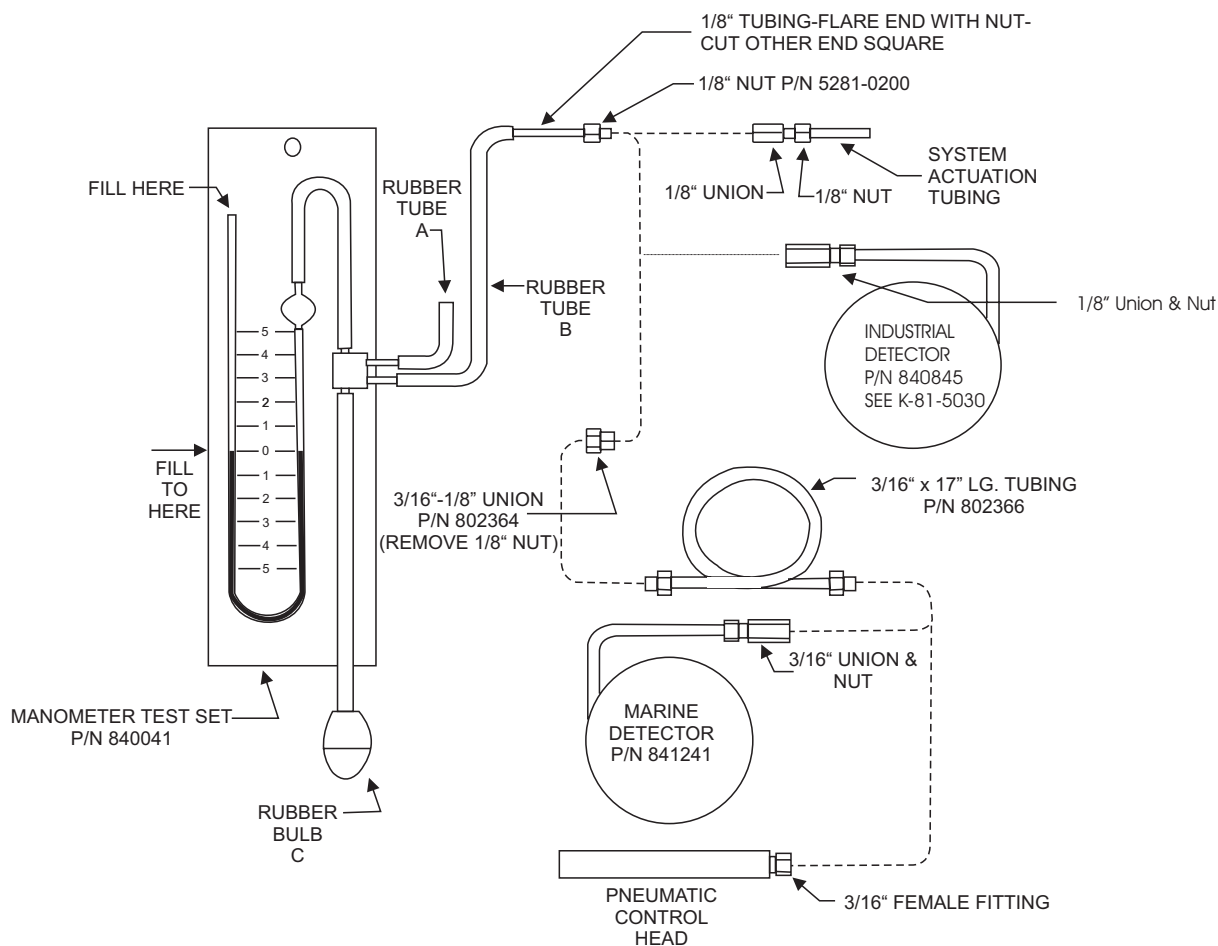 1/8“ TUBING-FLARE END WITH NUT-
CUT OTHER END SQUARE
1/8“ NUT P/N 5281-0200
FILL HERE
RUBBER
TUBE
A
1/8“ UNION
1/8“ NUT
SYSTEM
ACTUATION
TUBING
RUBBER
TUBE
B
1/8” Union & Nut
INDUSTRIAL
DETECTOR
P/N 840845
SEE K-81-5030
5
4
3
2
1
0
1
2
3
4
5
FILL
TO
HERE
3/16“-1/8” UNION
P/N 802364
(REMOVE 1/8“ NUT)
3/16“ x 17” LG. TUBING
P/N 802366
3/16“ UNION &
NUT
MANOMETER TEST SET
P/N 840041
MARINE
DETECTOR
P/N 841241
RUBBER
BULB
C
PNEUMATIC
CONTROL
HEAD
3/16“ FEMALE FITTING